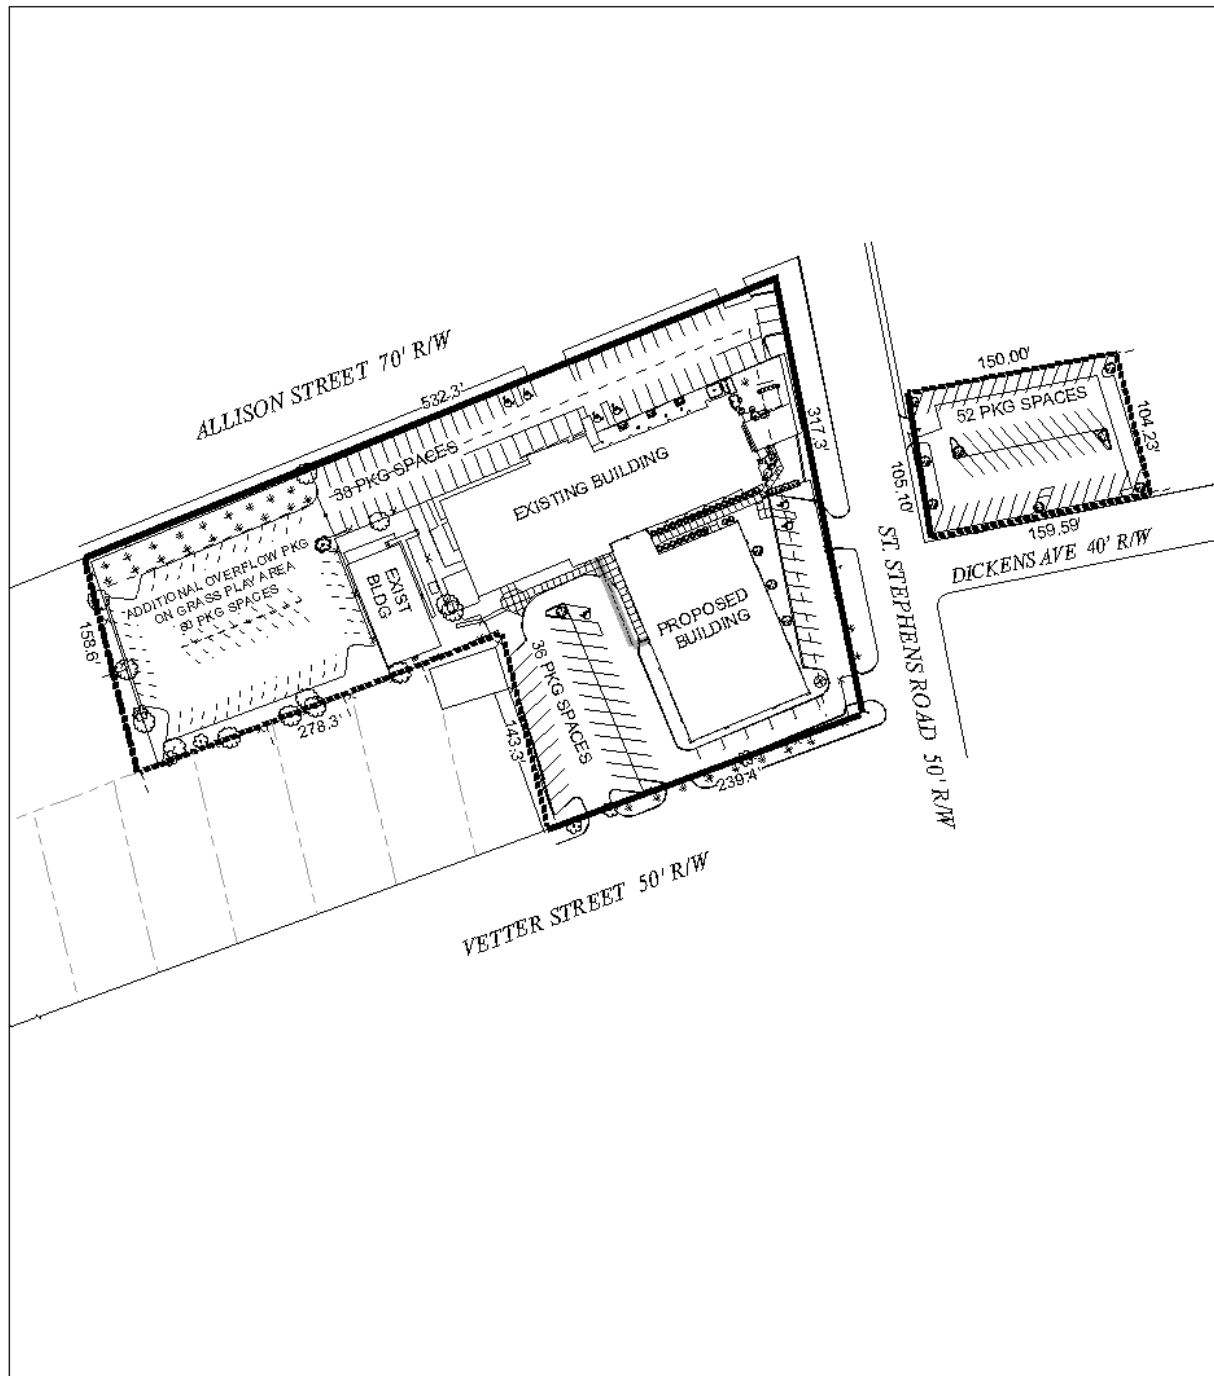 ALLISON STREET 70' R/W
532.3'
150.00'
52 PKG SPACES
104.23'
317.3'
38 PKG SPACES
EXISTING BUILDING
105.10'
159.59'
DICKENS AVE 40' R/W
ADDITIONAL OVERFLOW PKG
ON GRASS PLAY AREA
80 PKG SPACES
EXIST
BLDG
PROPOSED
BUILDING
158.6'
36 PKG SPACES
278.3'
143.3'
239.4'
ST. STEPHENS ROAD 50' R/W
VETTER STREET 50' R/W